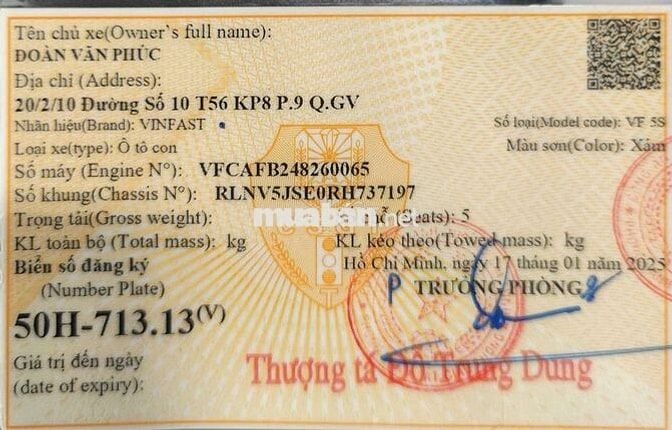 Tên chủ xe(Owner's full name):
ĐOÀN VĂN PHÚC
Địa chỉ (Address):
20/2/10 Đường Số 10 T56 KP8 P.9 Q.GV
Nhãn hiệu(Brand): VINFAST Số loại(Model code): VF 5S
Loại xe(type): Ô tô con Màu sơn(Color): Xám
Số máy (Engine N°): VFCAFB248260065
Số khung(Chassis N°): RLNV5JSE0RH737197
Trọng tải(Gross weight): (Seats): 5
muaban
KL toàn bộ (Total mass): kg KL kéo theo(Towed mass): kg
Biển số đăng ký Hồ Chí Minh, ngày 17 tháng 01 năm 2025
(Number Plate) P TRƯỞNG PHÒNG
50H-713.13(V)
Giá trị đến ngày
(date of expiry):
Thượng tá Đỗ Trung Dung